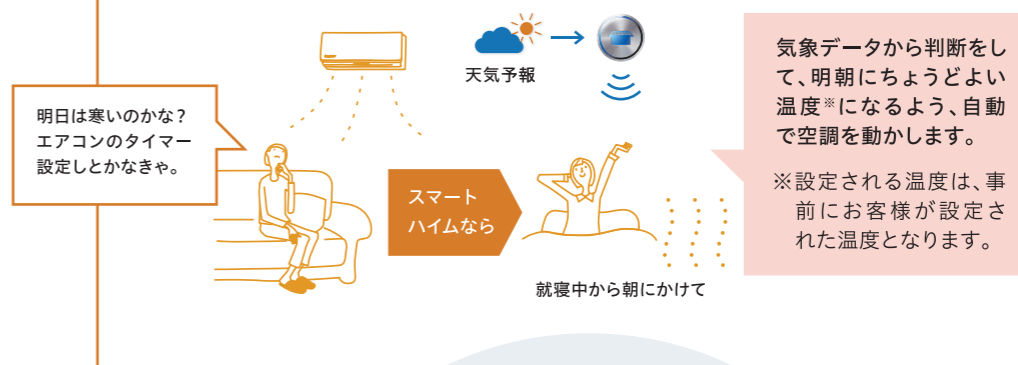 明日は寒いのかな？
エアコンのタイマー
設定しとかなきゃ。
天気予報
スマート
ハイムなら
就寝中から朝にかけて
気象データから判断をし
て、明朝にちょうどよい
温度※になるよう、自動
で空調を動かします。
※設定される温度は、事
前にお客様が設定さ
れた温度となります。